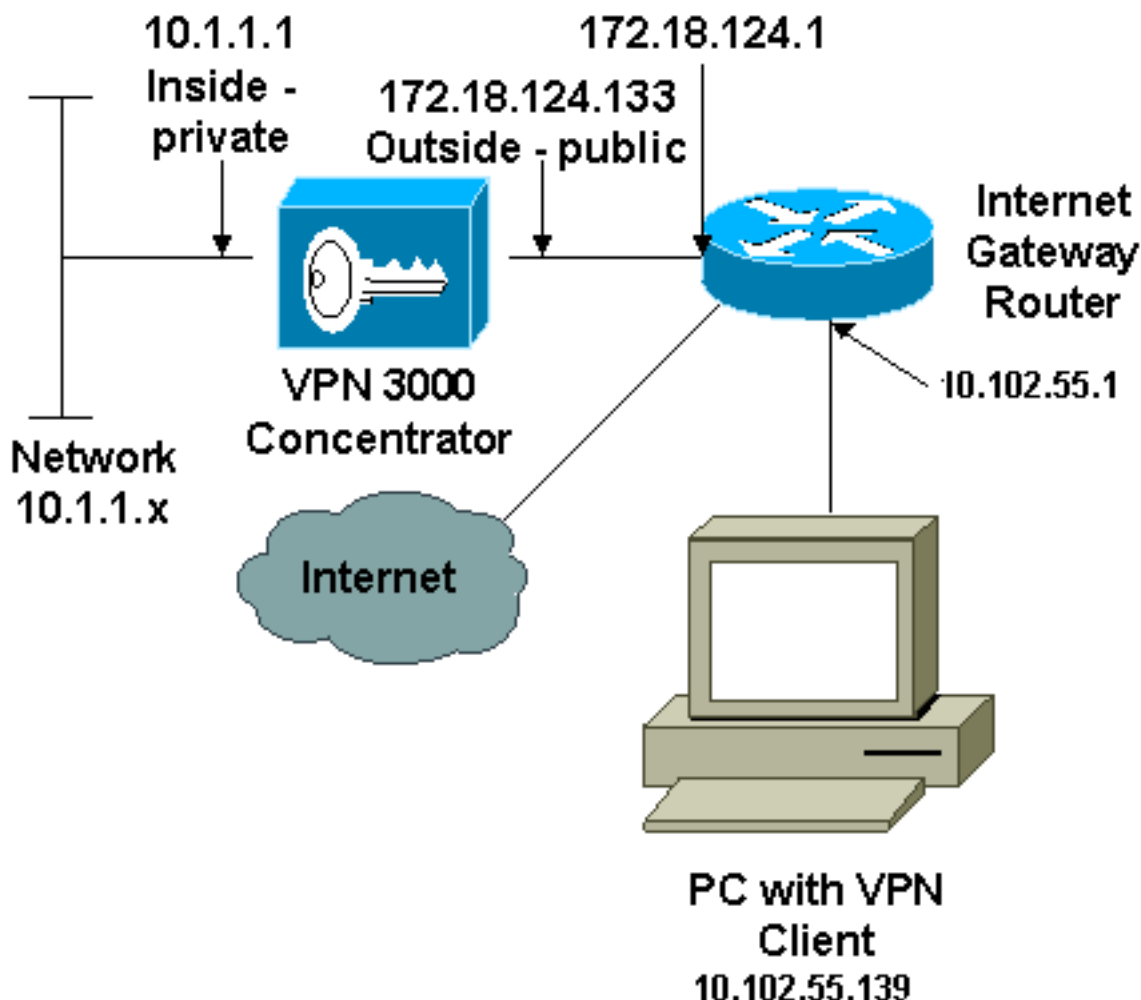 10.1.1.1
Inside -
private
172.18.124.133
Outside - public
172.18.124.1
Internet
Gateway
Router
10.102.55.1
VPN 3000
Concentrator
Network
10.1.1.x
Internet
PC with VPN
Client
10.102.55.139